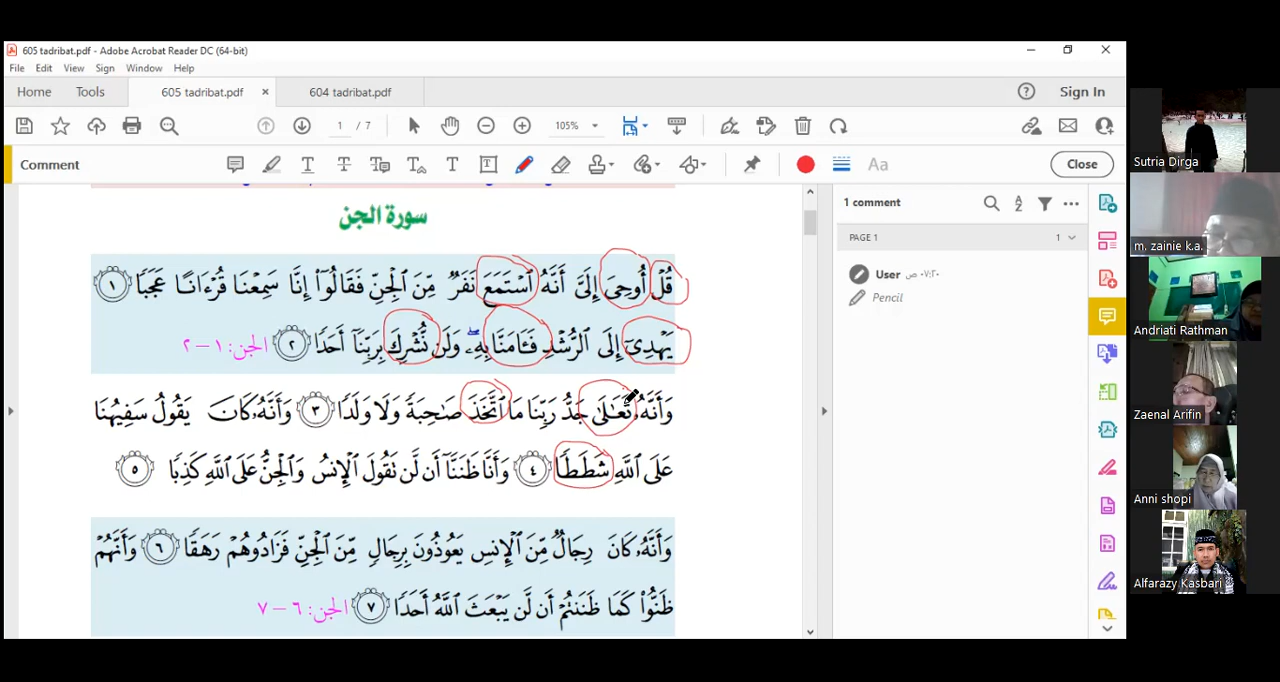 605 tadribat.pdf - Adobe Acrobat Reader DC (64-bit)
File Edit View Sign Window Help
Home Tools 605 tadribat.pdf × 604 tadribat.pdf Sign In
1 / 7 105%
Comment Aa Close
سورة الجن
قُلْ أُوحِيَ إِلَيَّ أَنَّهُ ٱسْتَمَعَ نَفَرٌ مِّنَ ٱلْجِنِّ فَقَالُوٓا۟ إِنَّا سَمِعْنَا قُرْءَانًا عَجَبًا ١
يَهْدِىٓ إِلَى ٱلرُّشْدِ فَـَٔامَنَّا بِهِۦ ۖ وَلَن نُّشْرِكَ بِرَبِّنَآ أَحَدًا ٢ الجن: ١ – ٢
وَأَنَّهُۥ تَعَـٰلَىٰ جَدُّ رَبِّنَا مَا ٱتَّخَذَ صَـٰحِبَةً وَلَا وَلَدًا ٣ وَأَنَّهُۥ كَانَ يَقُولُ سَفِيهُنَا
عَلَى ٱللَّهِ شَطَطًا ٤ وَأَنَّا ظَنَنَّآ أَن لَّن نَقُولَ ٱلْإِنسُ وَٱلْجِنُّ عَلَى ٱللَّهِ كَذِبًا ٥
وَأَنَّهُۥ كَانَ رِجَالٌ مِّنَ ٱلْإِنسِ يَعُوذُونَ بِرِجَالٍ مِّنَ ٱلْجِنِّ فَزَادُوهُمْ رَهَقًا ٦ وَأَنَّهُمْ
ظَنُّوا۟ كَمَا ظَنَنتُمْ أَن لَّن يَبْعَثَ ٱللَّهُ أَحَدًا ٧ الجن: ٦ – ٧
1 comment
PAGE 1 1
User ٠٧:٢٠ ص
Pencil
Sutria Dirga
m. zainie k.a.
Andriati Rathman
Zaenal Arifin
Anni shopi
Alfarazy Kasbari